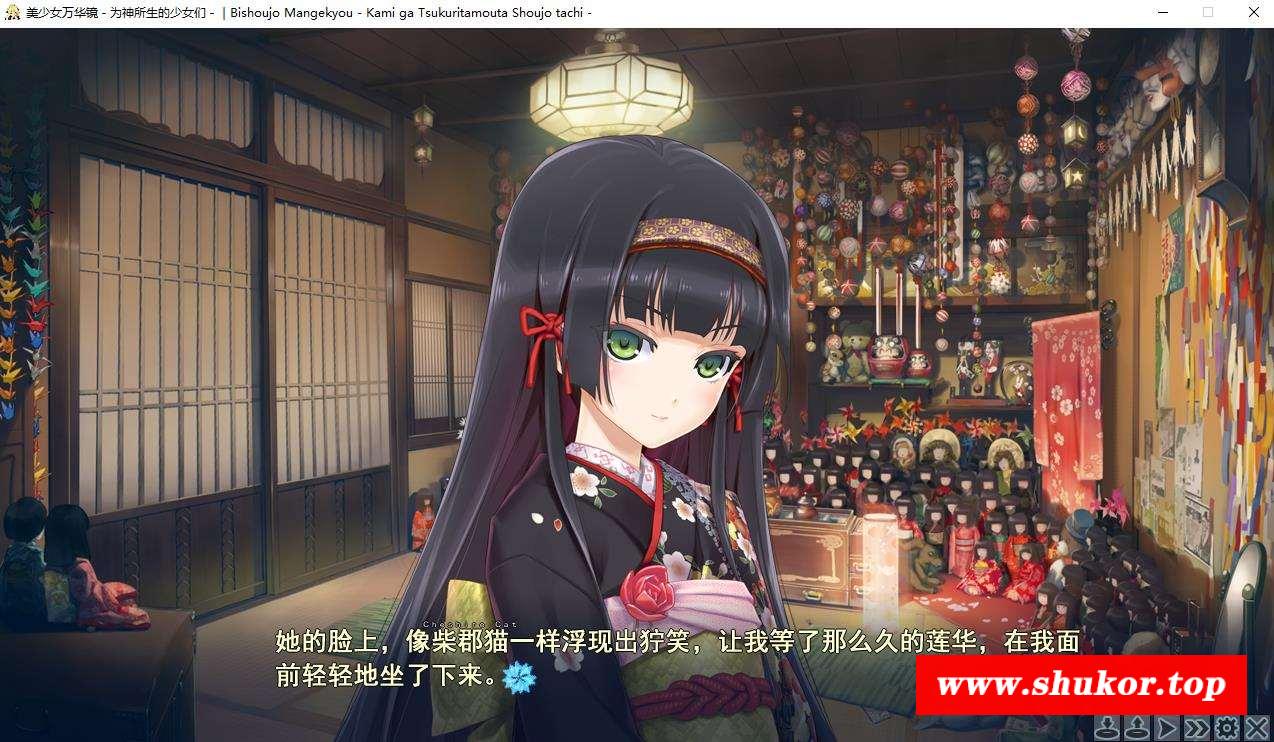 美少女万华镜 - 为神所生的少女们 - | Bishoujo Mangekyou - Kami ga Tsukuritamouta Shoujo tachi -
Cheshire Cat
她的脸上，像柴郡猫一样浮现出狞笑，让我等了那么久的莲华，在我面
前轻轻地坐了下来。
www.shukor.top